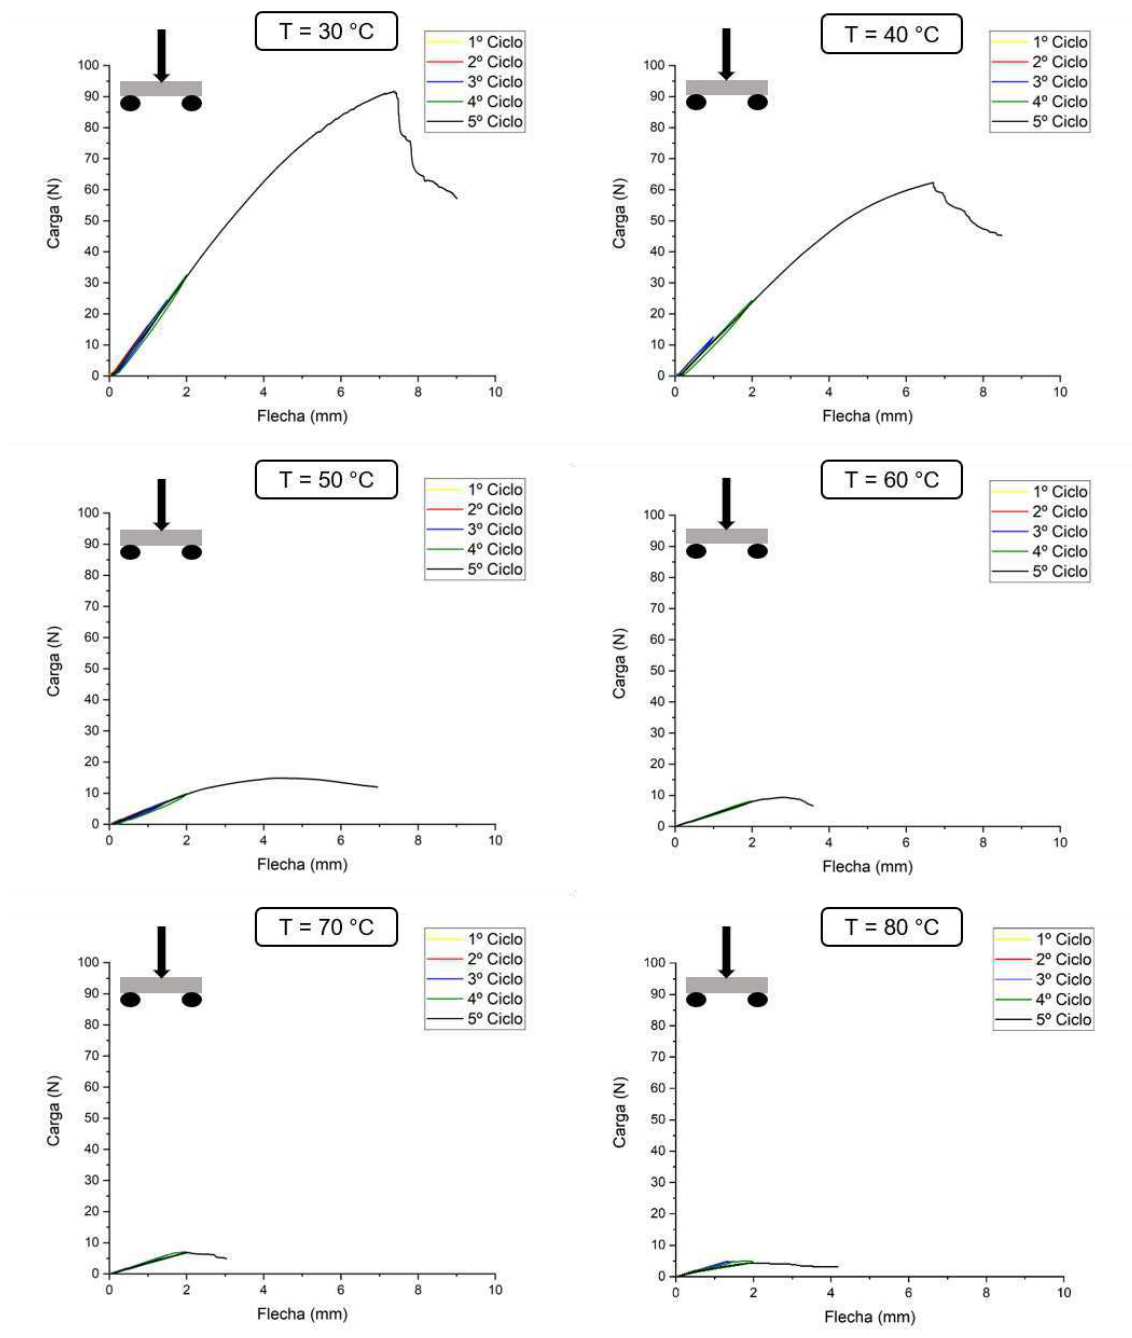 T = 30 °C
1º Ciclo
2º Ciclo
3º Ciclo
4º Ciclo
5º Ciclo
100
90
80
70
60
50
40
30
20
10
0
Carga (N)
0 2 4 6 8 10
Flecha (mm)
T = 40 °C
1º Ciclo
2º Ciclo
3º Ciclo
4º Ciclo
5º Ciclo
100
90
80
70
60
50
40
30
20
10
0
Carga (N)
0 2 4 6 8 10
Flecha (mm)
T = 50 °C
1º Ciclo
2º Ciclo
3º Ciclo
4º Ciclo
5º Ciclo
100
90
80
70
60
50
40
30
20
10
0
Carga (N)
0 2 4 6 8 10
Flecha (mm)
T = 60 °C
1º Ciclo
2º Ciclo
3º Ciclo
4º Ciclo
5º Ciclo
100
90
80
70
60
50
40
30
20
10
0
Carga (N)
0 2 4 6 8 10
Flecha (mm)
T = 70 °C
1º Ciclo
2º Ciclo
3º Ciclo
4º Ciclo
5º Ciclo
100
90
80
70
60
50
40
30
20
10
0
Carga (N)
0 2 4 6 8 10
Flecha (mm)
T = 80 °C
1º Ciclo
2º Ciclo
3º Ciclo
4º Ciclo
5º Ciclo
100
90
80
70
60
50
40
30
20
10
0
Carga (N)
0 2 4 6 8 10
Flecha (mm)